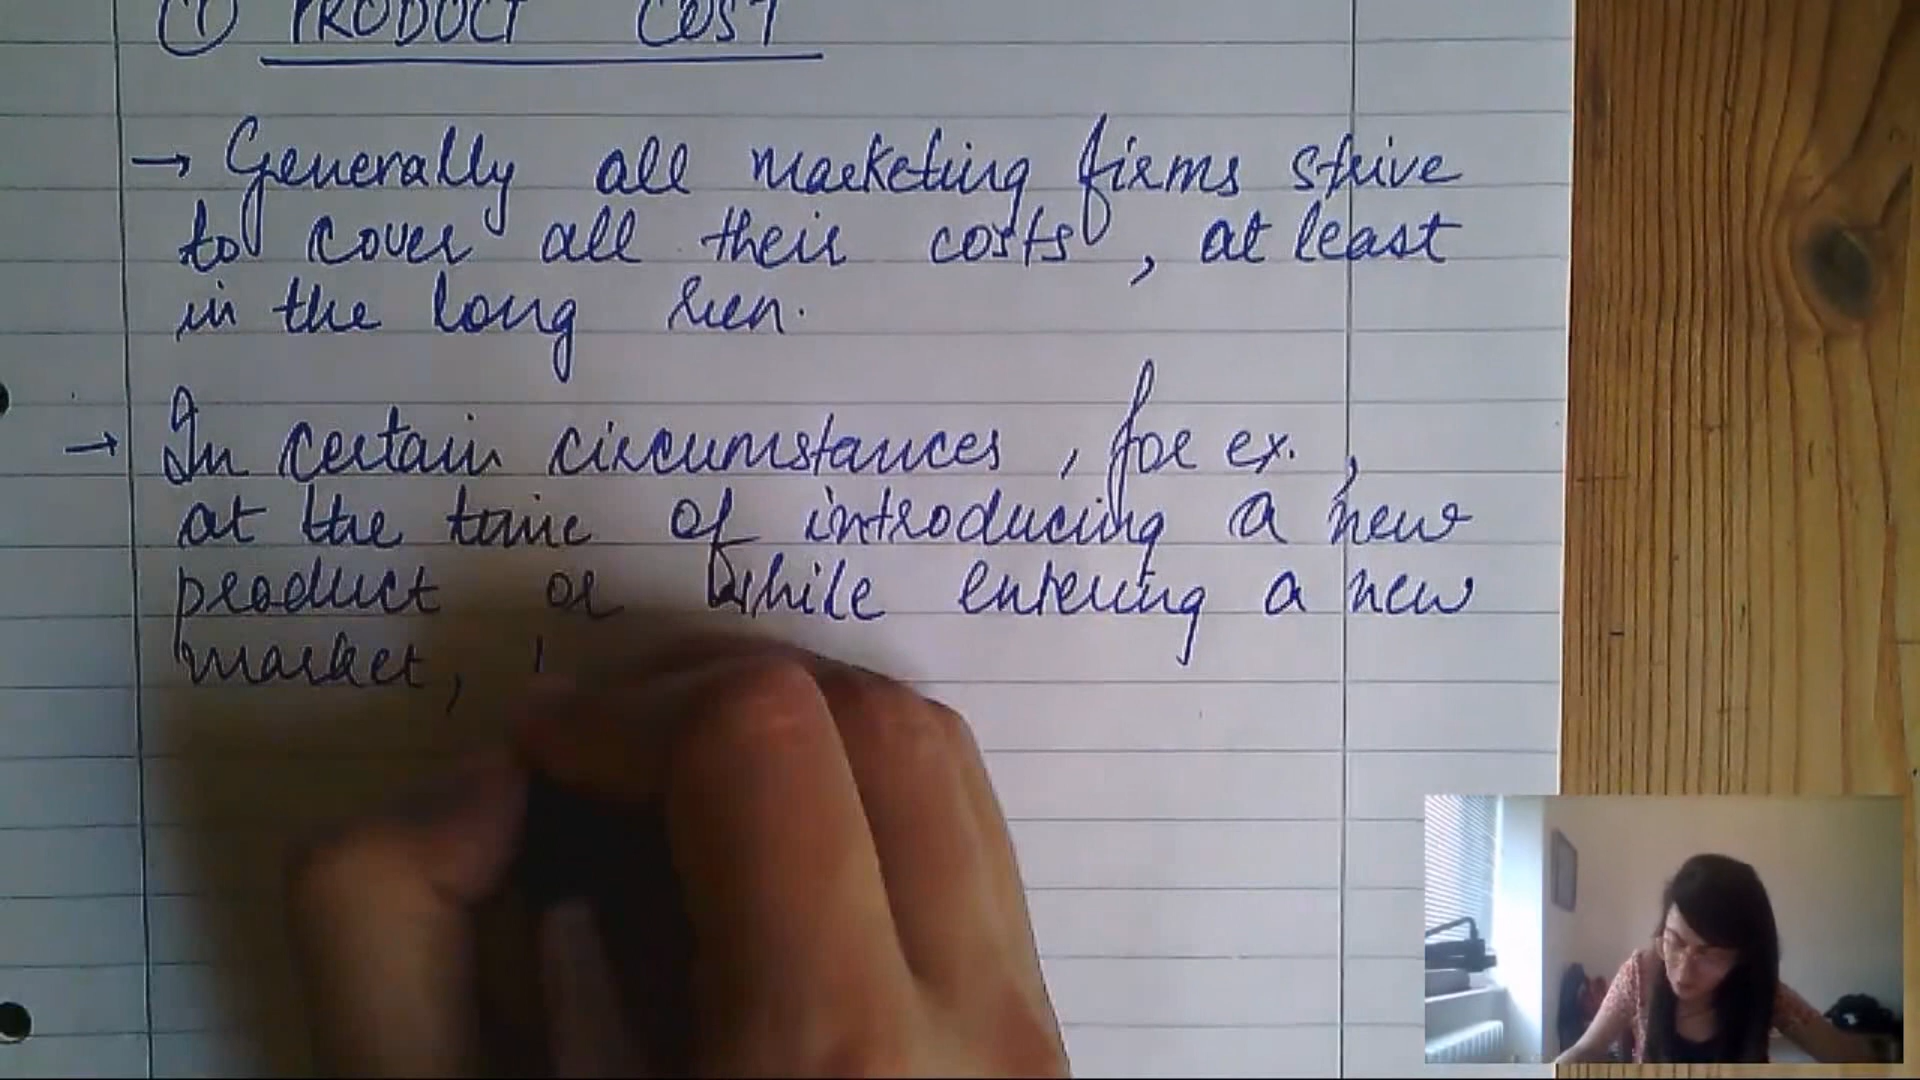 ① PRODUCT COST
→ Generally all marketing firms strive
to cover all their costs, at least
in the long run.
→ In certain circumstances, for ex.,
at the time of introducing a new
product or while entering a new
market,